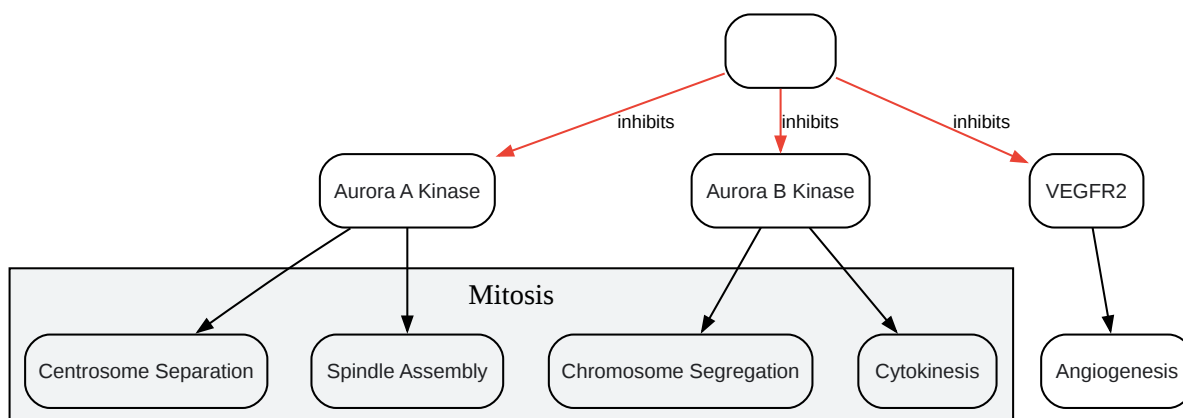 inhibits
inhibits
inhibits
Aurora A Kinase
Aurora B Kinase
VEGFR2
Mitosis
Centrosome Separation
Spindle Assembly
Chromosome Segregation
Cytokinesis
Angiogenesis